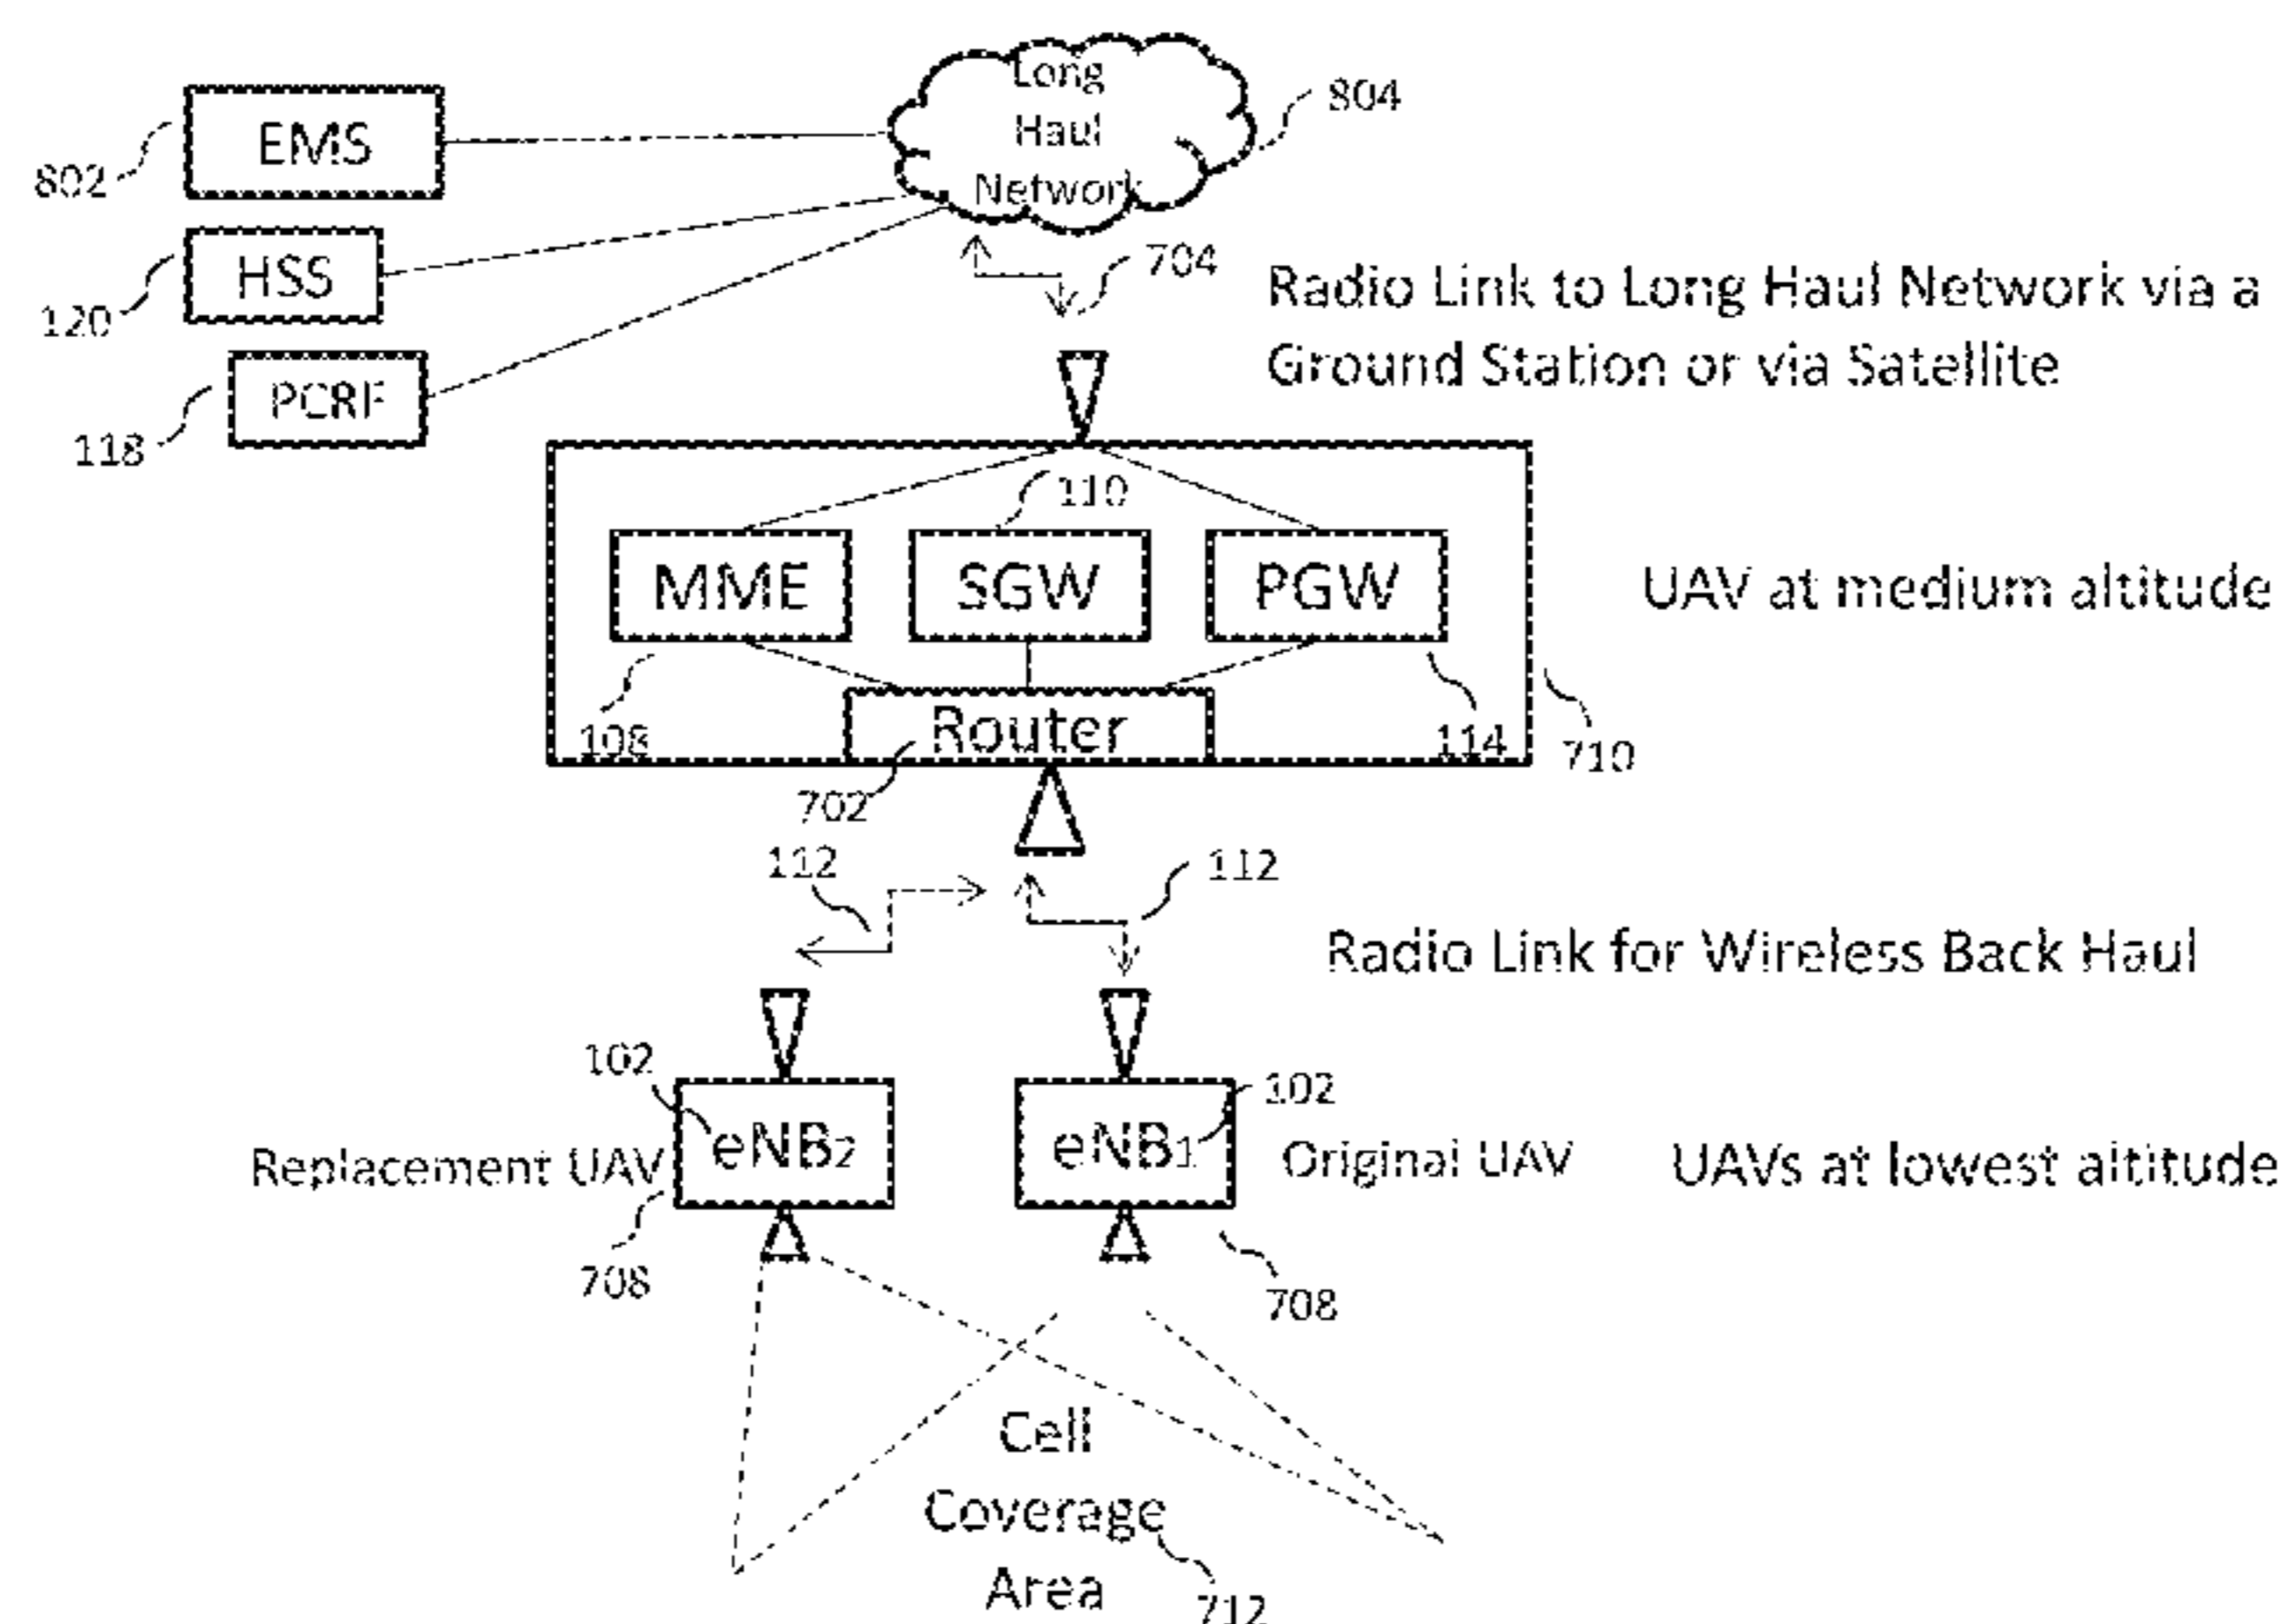 Long
Haul
Network
804
EMS
802
HSS
120
PCRF
118
704
Radio Link to Long Haul Network via a
Ground Station or via Satellite
110
MME
SGW
PGW
UAV at medium altitude
108
Router
114
710
702
112
112
Radio Link for Wireless Back Haul
102
102
Replacement UAV
eNB2
eNB1
Original UAV
UAVs at lowest altitude
708
708
Cell
Coverage
Area
712